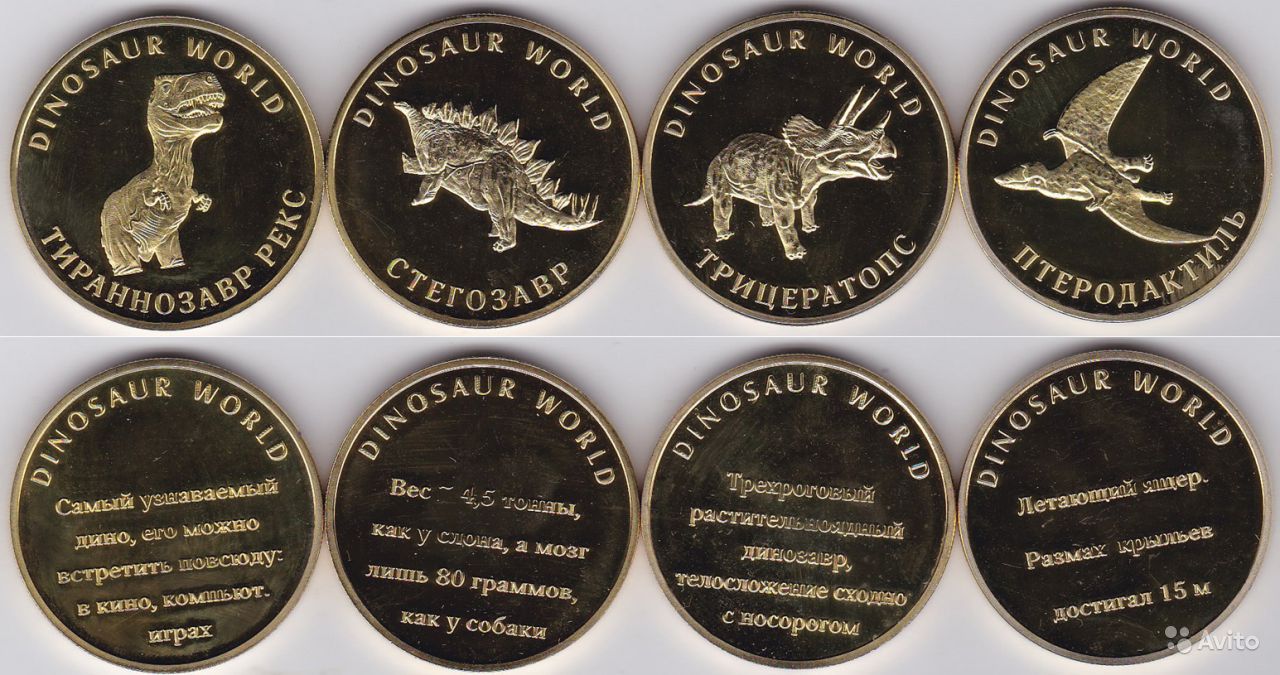 DINOSAUR WORLD
ТИРАННОЗАВР РЕКС
DINOSAUR WORLD
СТЕГОЗАВР
DINOSAUR WORLD
ТРИЦЕРАТОПС
DINOSAUR WORLD
ПТЕРОДАКТИЛЬ
DINOSAUR WORLD
Самый узнаваемый
дино, его можно
встретить повсюду:
в кино, компьют.
играх
DINOSAUR WORLD
Вес ~ 4,5 тонны,
как у слона, а мозг
лишь 80 граммов,
как у собаки
DINOSAUR WORLD
Трехроговый
растительноядный
динозавр,
телосложение сходно
с носорогом
DINOSAUR WORLD
Летающий ящер.
Размах крыльев
достигал 15 м
Avito